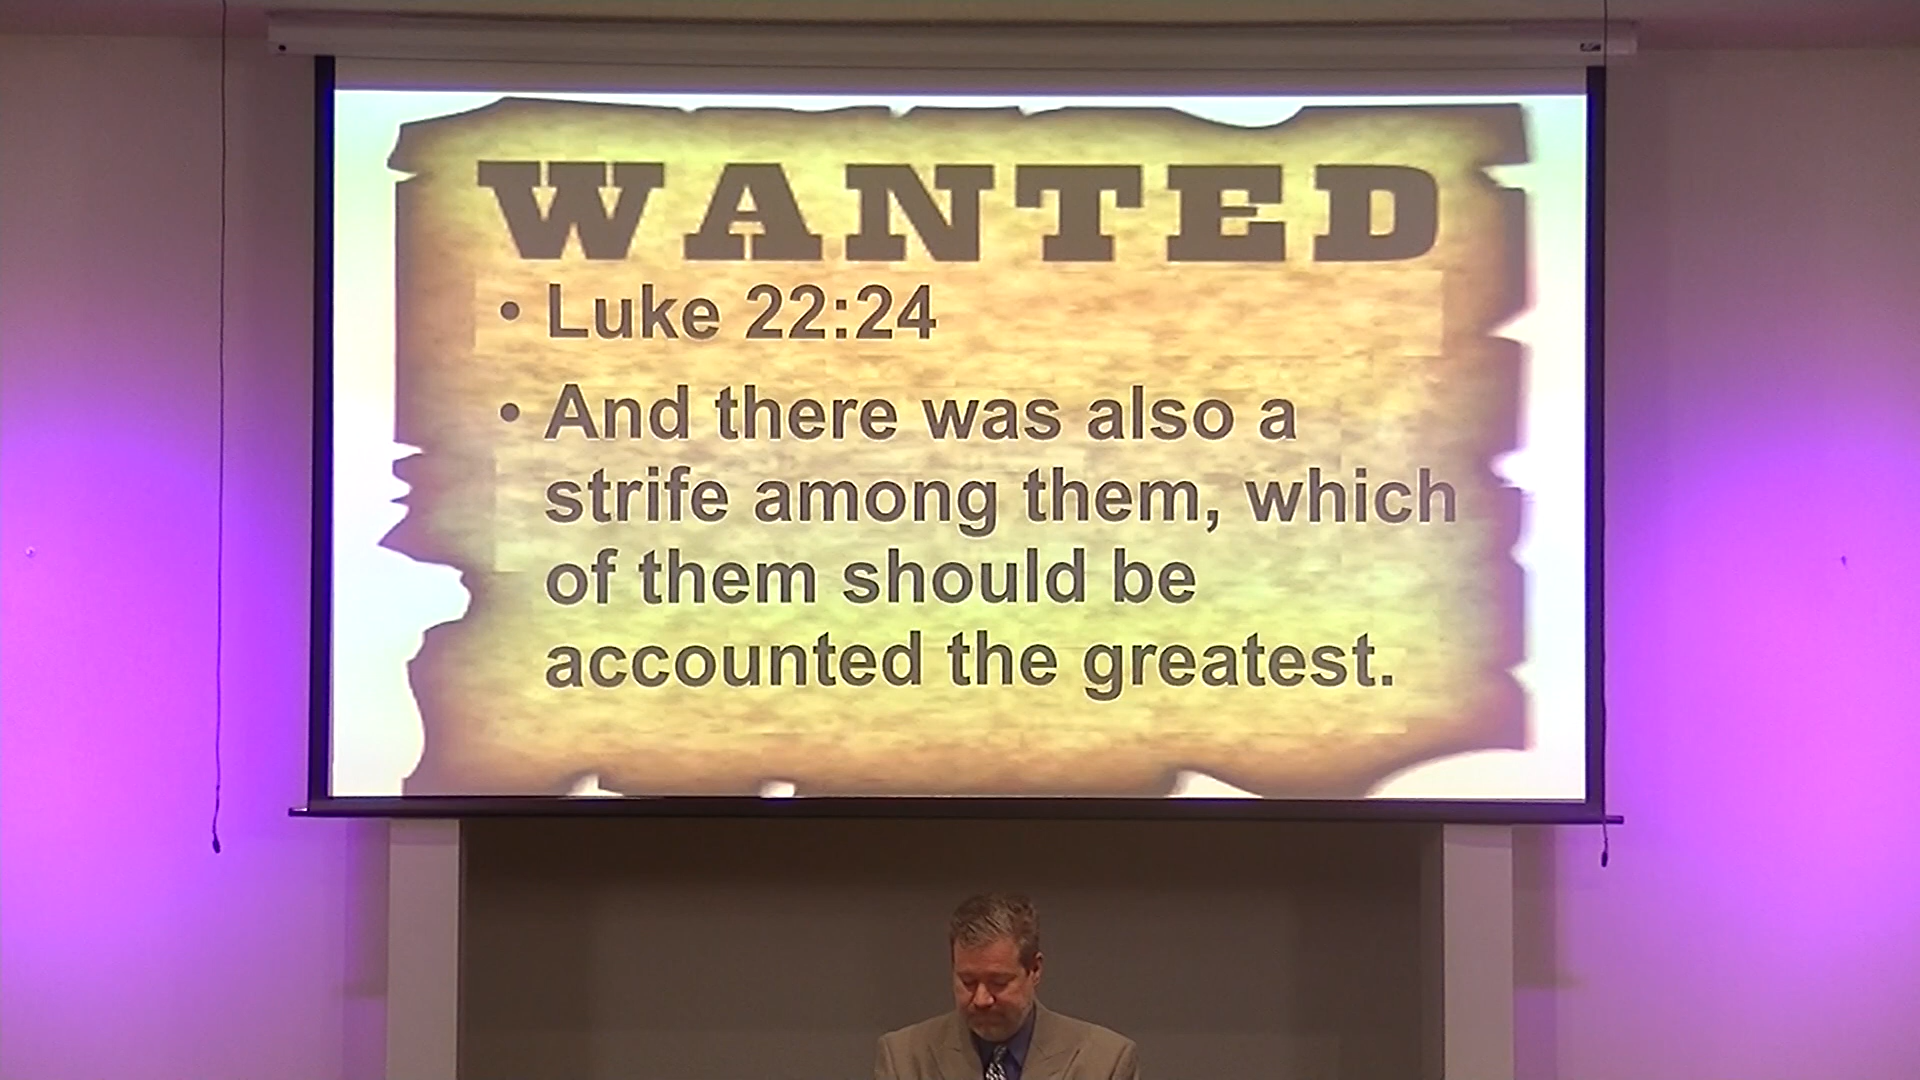 WANTED
• Luke 22:24
• And there was also a
strife among them, which
of them should be
accounted the greatest.